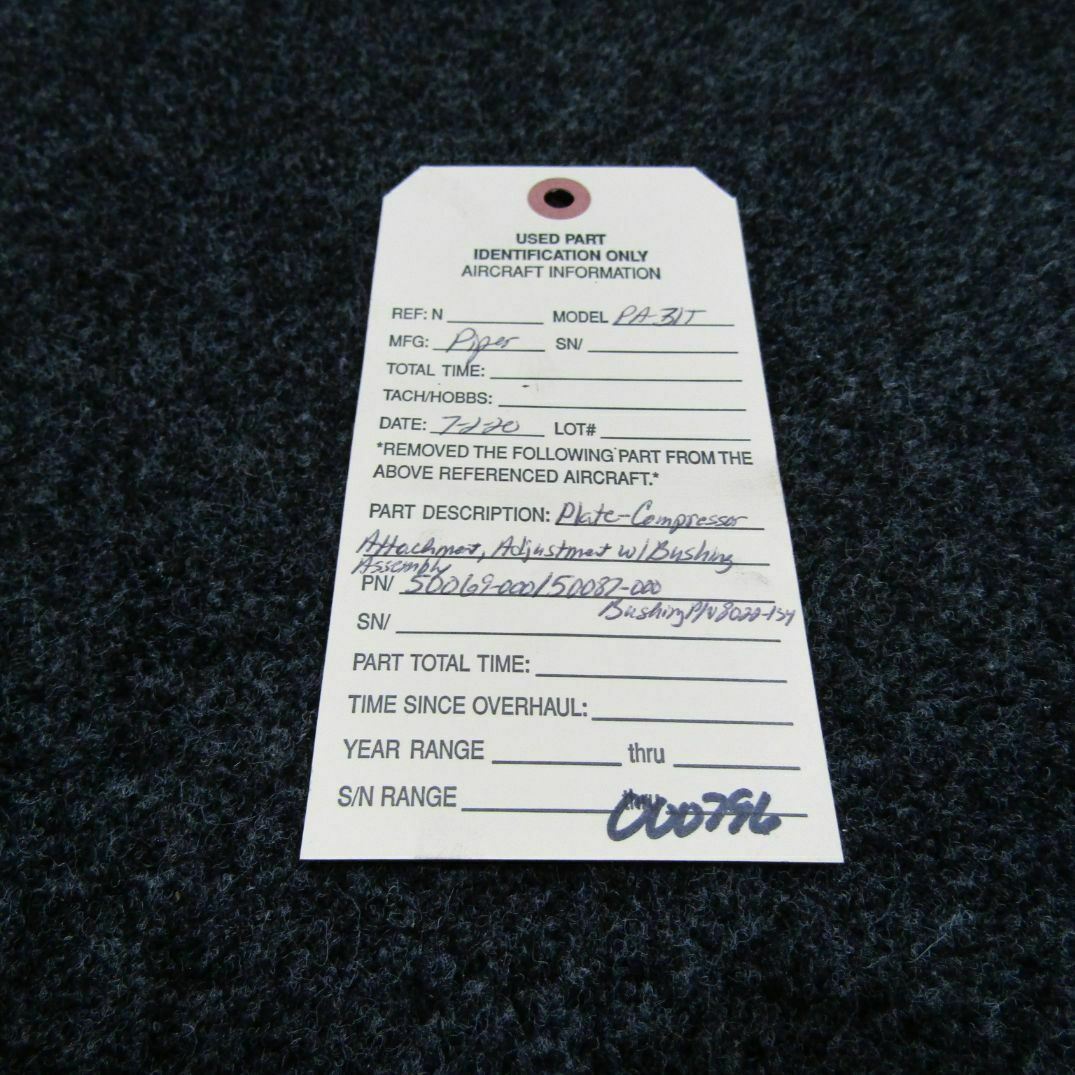 USED PART
IDENTIFICATION ONLY
AIRCRAFT INFORMATION
REF: N MODEL PA-31T
MFG: Piper SN/
TOTAL TIME:
TACH/HOBBS:
DATE: 7-2-20 LOT#
*REMOVED THE FOLLOWING PART FROM THE
ABOVE REFERENCED AIRCRAFT.*
PART DESCRIPTION: Plate-Compressor
Attachment, Adjustment w/Bushing
Assembly
PN/ 50069-000/50087-000
Bushing P/N 8022-134
SN/
PART TOTAL TIME:
TIME SINCE OVERHAUL:
YEAR RANGE thru
S/N RANGE thru
000796